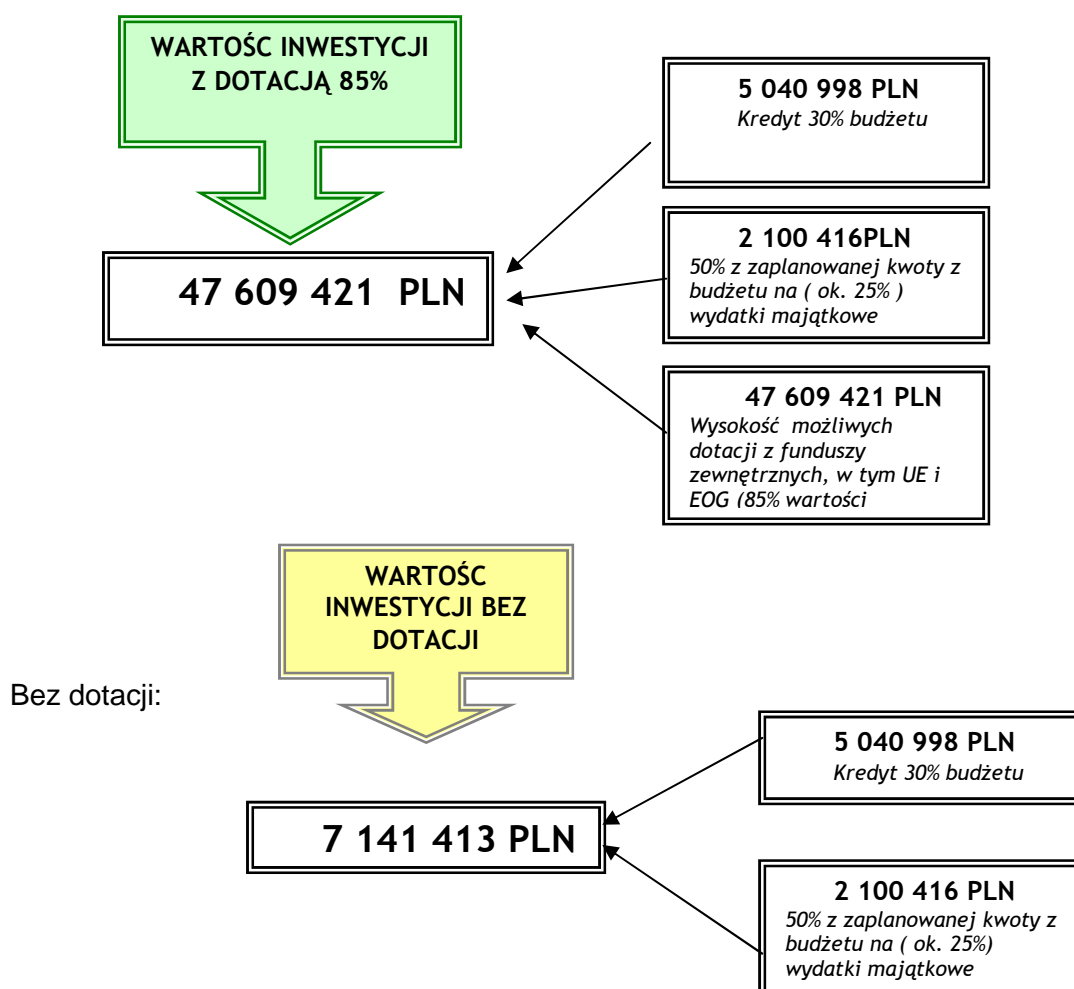 WARTOŚC INWESTYCJI
Z DOTACJĄ 85%
5 040 998 PLN
Kredyt 30% budżetu
47 609 421 PLN
2 100 416PLN
50% z zaplanowanej kwoty z
budżetu na ( ok. 25% )
wydatki majątkowe
47 609 421 PLN
Wysokość możliwych
dotacji z funduszy
zewnętrznych, w tym UE i
EOG (85% wartości
WARTOŚC
INWESTYCJI BEZ
DOTACJI
Bez dotacji:
5 040 998 PLN
Kredyt 30% budżetu
7 141 413 PLN
2 100 416 PLN
50% z zaplanowanej kwoty z
budżetu na ( ok. 25%)
wydatki majątkowe